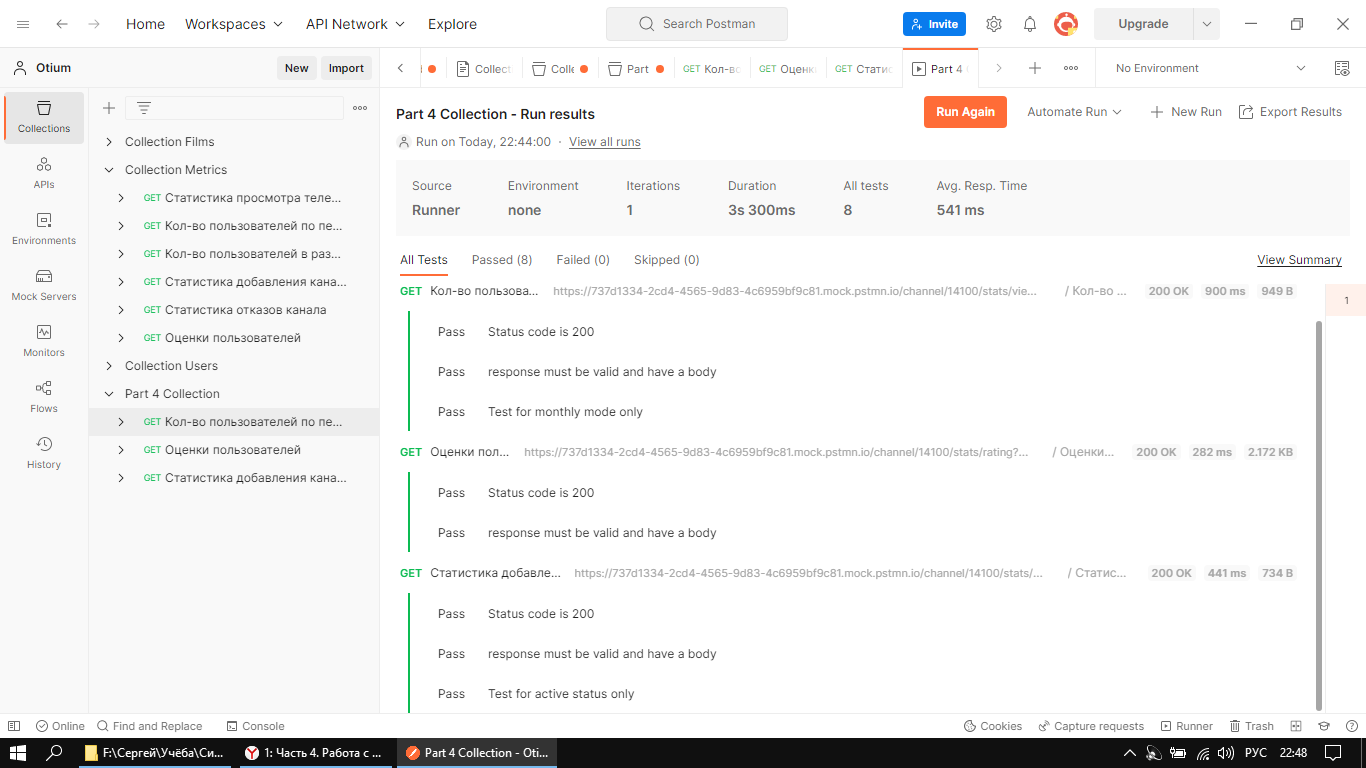 Home Workspaces API Network Explore Search Postman Invite Upgrade
Otium New Import
Collect Colle Part GET Кол-во GET Оценки GET Статис Part 4 No Environment
Collections
APIs
Environments
Mock Servers
Monitors
Flows
History
Collection Films
Collection Metrics
GET Статистика просмотра теле...
GET Кол-во пользователей по пе...
GET Кол-во пользователей в раз...
GET Статистика добавления кана...
GET Статистика отказов канала
GET Оценки пользователей
Collection Users
Part 4 Collection
GET Кол-во пользователей по пе...
GET Оценки пользователей
GET Статистика добавления кана...
Part 4 Collection - Run results Run Again Automate Run New Run Export Results
Run on Today, 22:44:00 · View all runs
Source Environment Iterations Duration All tests Avg. Resp. Time
Runner none 1 3s 300ms 8 541 ms
All Tests Passed (8) Failed (0) Skipped (0) View Summary
GET Кол-во пользова... https://737d1334-2cd4-4565-9d83-4c6959bf9c81.mock.pstmn.io/channel/14100/stats/vie... / Кол-во ... 200 OK 900 ms 949 B 1
Pass Status code is 200
Pass response must be valid and have a body
Pass Test for monthly mode only
GET Оценки пол... https://737d1334-2cd4-4565-9d83-4c6959bf9c81.mock.pstmn.io/channel/14100/stats/rating?... / Оценки... 200 OK 282 ms 2.172 KB
Pass Status code is 200
Pass response must be valid and have a body
GET Статистика добавле... https://737d1334-2cd4-4565-9d83-4c6959bf9c81.mock.pstmn.io/channel/14100/stats/... / Статис... 200 OK 441 ms 734 B
Pass Status code is 200
Pass response must be valid and have a body
Pass Test for active status only
Online Find and Replace Console Cookies Capture requests Runner Trash
F:\Сергей\Учёба\Си... 1: Часть 4. Работа с ... Part 4 Collection - Oti... РУС 22:48